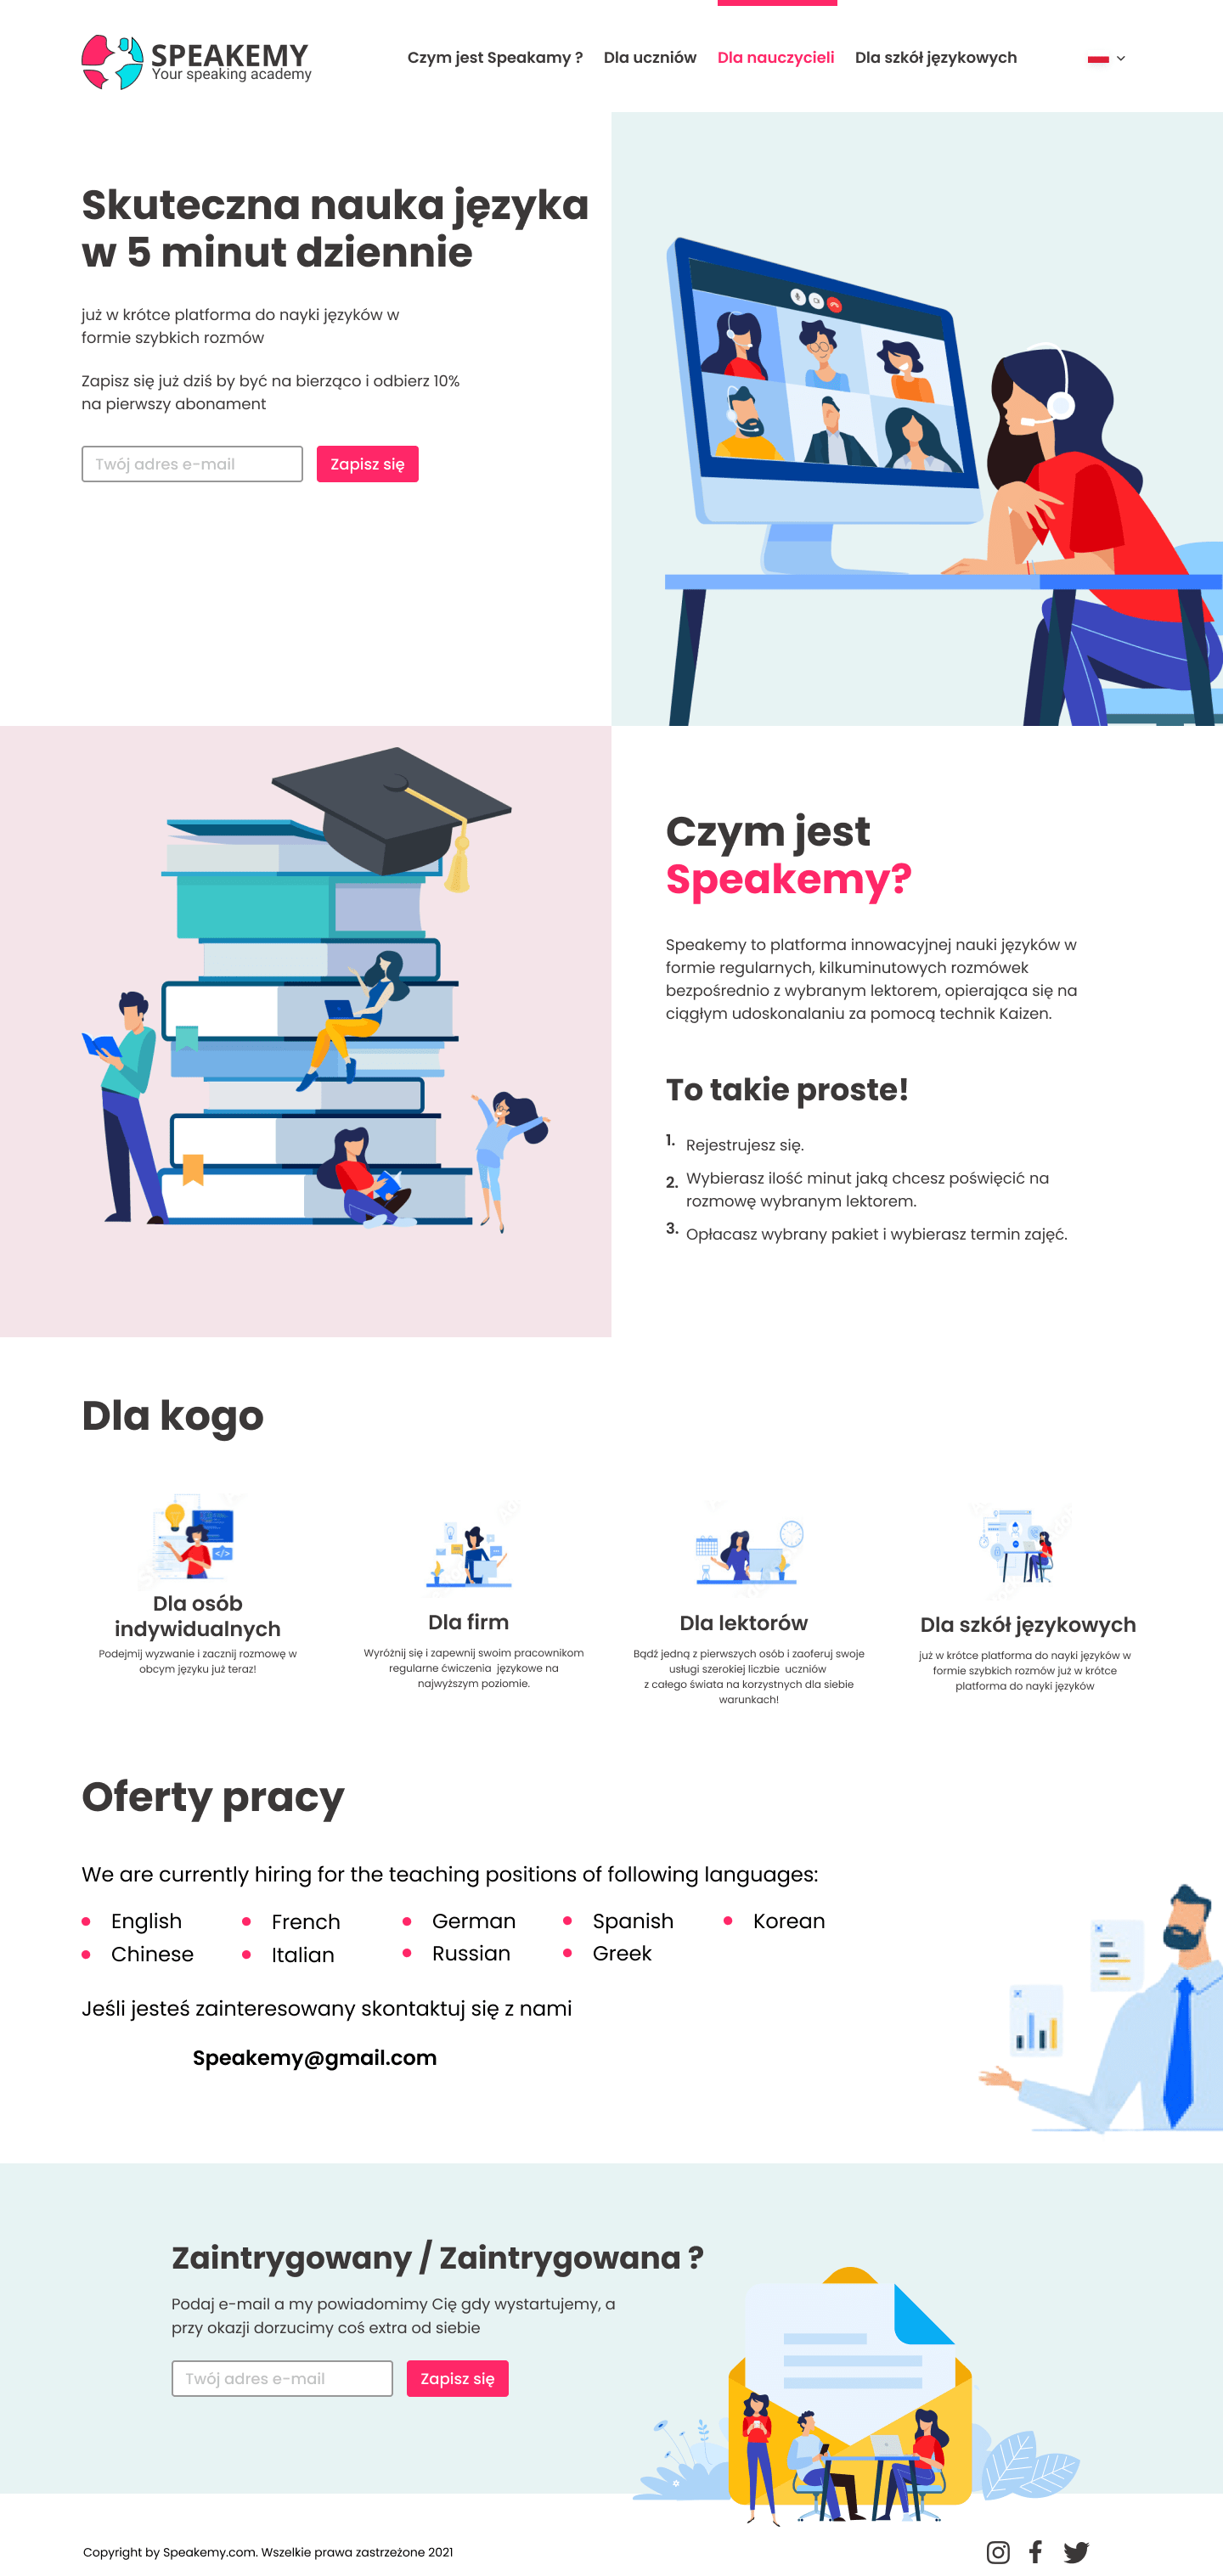 SPEAKEMY
Your speaking academy
Czym jest Speakamy ?
Dla uczniów
Dla nauczycieli
Dla szkół językowych
Skuteczna nauka języka
w 5 minut dziennie
już w krótce platforma do nayki języków w
formie szybkich rozmów
Zapisz się już dziś by być na bierząco i odbierz 10%
na pierwszy abonament
Twój adres e-mail
Zapisz się
Czym jest
Speakemy?
Speakemy to platforma innowacyjnej nauki języków w
formie regularnych, kilkuminutowych rozmówek
bezpośrednio z wybranym lektorem, opierająca się na
ciągłym udoskonalaniu za pomocą technik Kaizen.
To takie proste!
1. Rejestrujesz się.
2. Wybierasz ilość minut jaką chcesz poświęcić na
rozmowę wybranym lektorem.
3. Opłacasz wybrany pakiet i wybierasz termin zajęć.
Dla kogo
Dla osób
indywidualnych
Podejmij wyzwanie i zacznij rozmowę w
obcym języku już teraz!
Dla firm
Wyróżnij się i zapewnij swoim pracownikom
regularne ćwiczenia językowe na
najwyższym poziomie.
Dla lektorów
Bądź jedną z pierwszych osób i zaoferuj swoje
usługi szerokiej liczbie uczniów
z całego świata na korzystnych dla siebie
warunkach!
Dla szkół językowych
już w krótce platforma do nayki języków w
formie szybkich rozmów już w krótce
platforma do nayki języków
Oferty pracy
We are currently hiring for the teaching positions of following languages:
English
French
German
Spanish
Korean
Chinese
Italian
Russian
Greek
Jeśli jesteś zainteresowany skontaktuj się z nami
Speakemy@gmail.com
Zaintrygowany / Zaintrygowana ?
Podaj e-mail a my powiadomimy Cię gdy wystartujemy, a
przy okazji dorzucimy coś extra od siebie
Twój adres e-mail
Zapisz się
Copyright by Speakemy.com. Wszelkie prawa zastrzeżone 2021